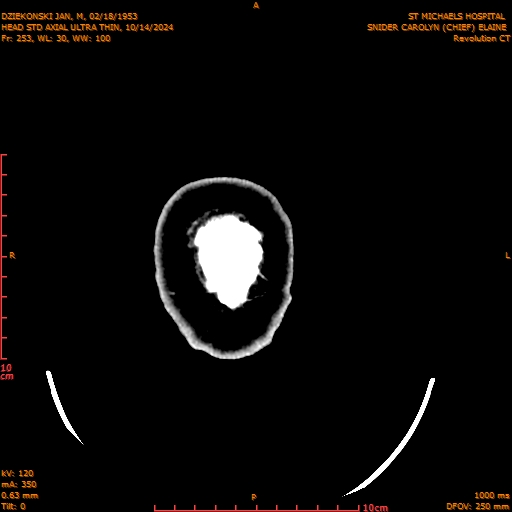 A
DZIEKONSKI JAN, M, 02/18/1953
HEAD STD AXIAL ULTRA THIN, 10/14/2024
Fr: 253, WL: 30, WW: 100
ST MICHAELS HOSPITAL
SNIDER CAROLYN (CHIEF) ELAINE
Revolution CT
R
L
10
cm
kV: 120
mA: 350
0.63 mm
Tilt: 0
P
10cm
1000 ms
DFOV: 250 mm